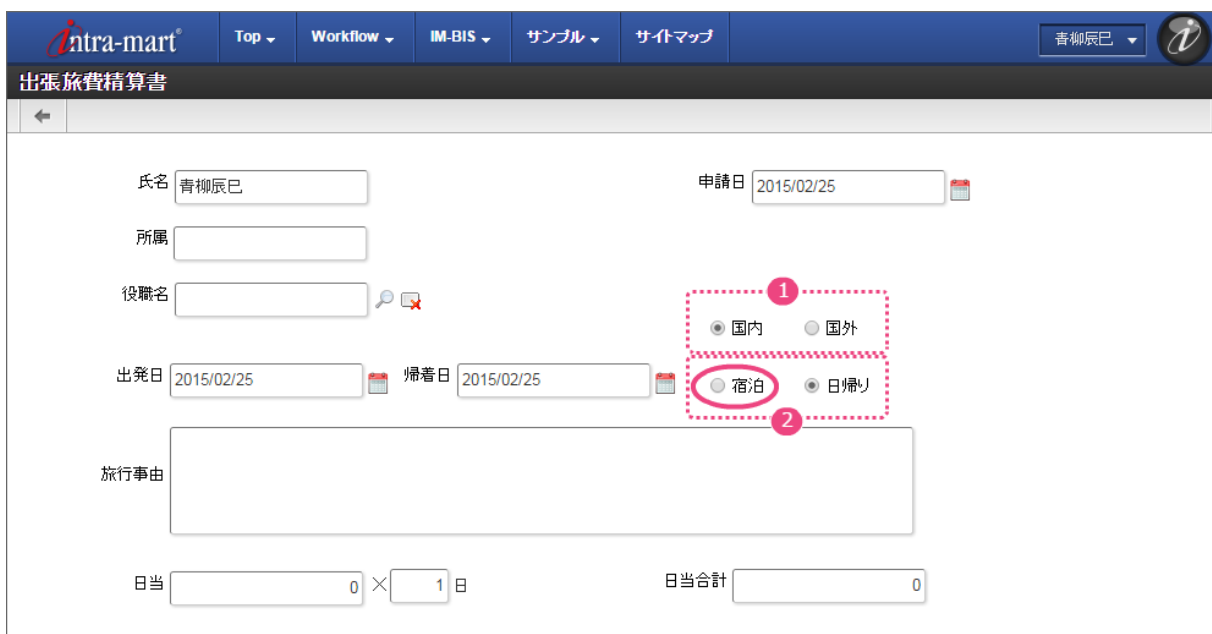 intra-mart® Top Workflow IM-BIS サンプル サイトマップ 青柳辰巳 i
出張旅費精算書
氏名 青柳辰巳 申請日 2015/02/25
所属
役職名
1
国内 国外
出発日 2015/02/25 帰着日 2015/02/25 宿泊 日帰り
2
旅行事由
日当 0 × 1 日 日当合計 0